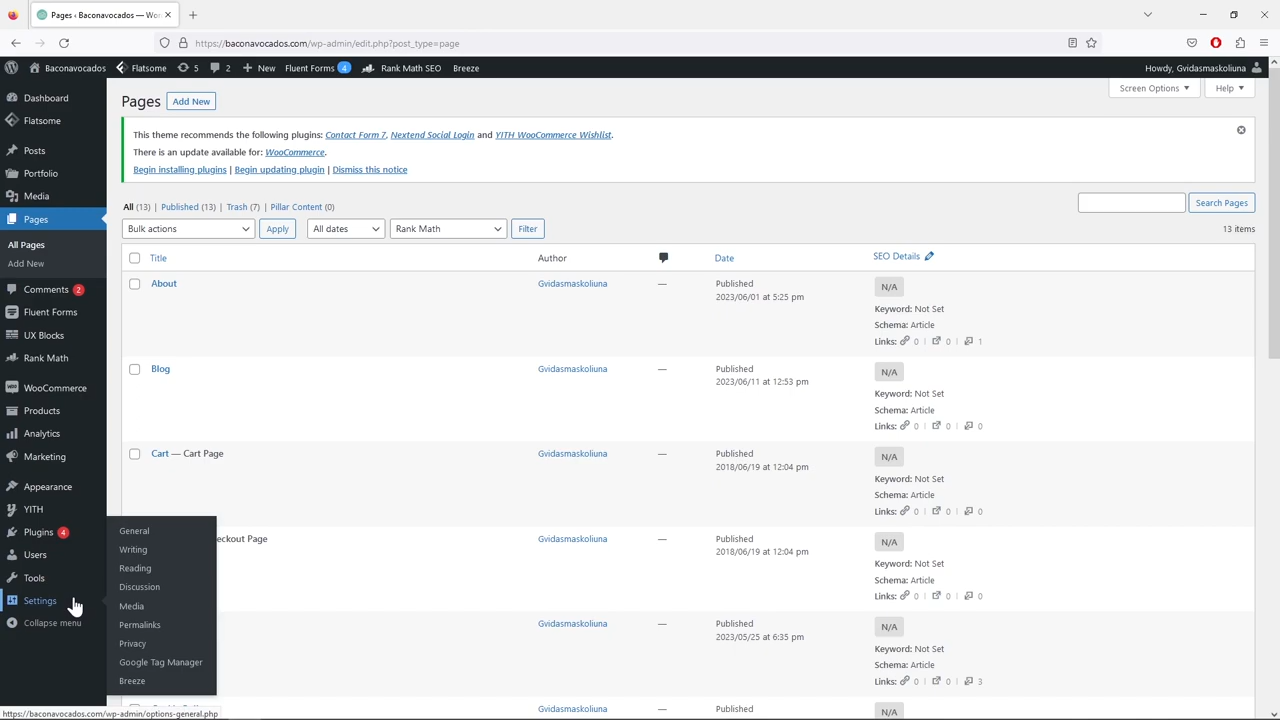 Pages ‹ Baconavocados — Wo
https://baconavocados.com/wp-admin/edit.php?post_type=page
Baconavocados Flatsome 5 2 New Fluent Forms 4 Rank Math SEO Breeze Howdy, Gvidasmaskoliuna
Dashboard
Flatsome
Posts
Portfolio
Media
Pages
All Pages
Add New
Comments 2
Fluent Forms
UX Blocks
Rank Math
WooCommerce
Products
Analytics
Marketing
Appearance
YITH
Plugins 4
Users
Tools
Settings
Collapse menu
General
Writing
Reading
Discussion
Media
Permalinks
Privacy
Google Tag Manager
Breeze
Screen Options Help
Pages Add New
This theme recommends the following plugins: Contact Form 7, Nextend Social Login and YITH WooCommerce Wishlist.
There is an update available for: WooCommerce.
Begin installing plugins | Begin updating plugin | Dismiss this notice
All (13) | Published (13) | Trash (7) | Pillar Content (0) Search Pages
Bulk actions Apply All dates Rank Math Filter 13 items
Title Author Date SEO Details
About Gvidasmaskoliuna — Published N/A
2023/06/01 at 5:25 pm
Keyword: Not Set
Schema: Article
Links: 0 | 0 | 1
Blog Gvidasmaskoliuna — Published N/A
2023/06/11 at 12:53 pm
Keyword: Not Set
Schema: Article
Links: 0 | 0 | 0
Cart — Cart Page Gvidasmaskoliuna — Published N/A
2018/06/19 at 12:04 pm
Keyword: Not Set
Schema: Article
Links: 0 | 0 | 0
eckout Page Gvidasmaskoliuna — Published N/A
2018/06/19 at 12:04 pm
Keyword: Not Set
Schema: Article
Links: 0 | 0 | 0
Gvidasmaskoliuna — Published N/A
2023/05/25 at 6:35 pm
Keyword: Not Set
Schema: Article
Links: 0 | 0 | 3
Gvidasmaskoliuna — Published N/A
https://baconavocados.com/wp-admin/options-general.php